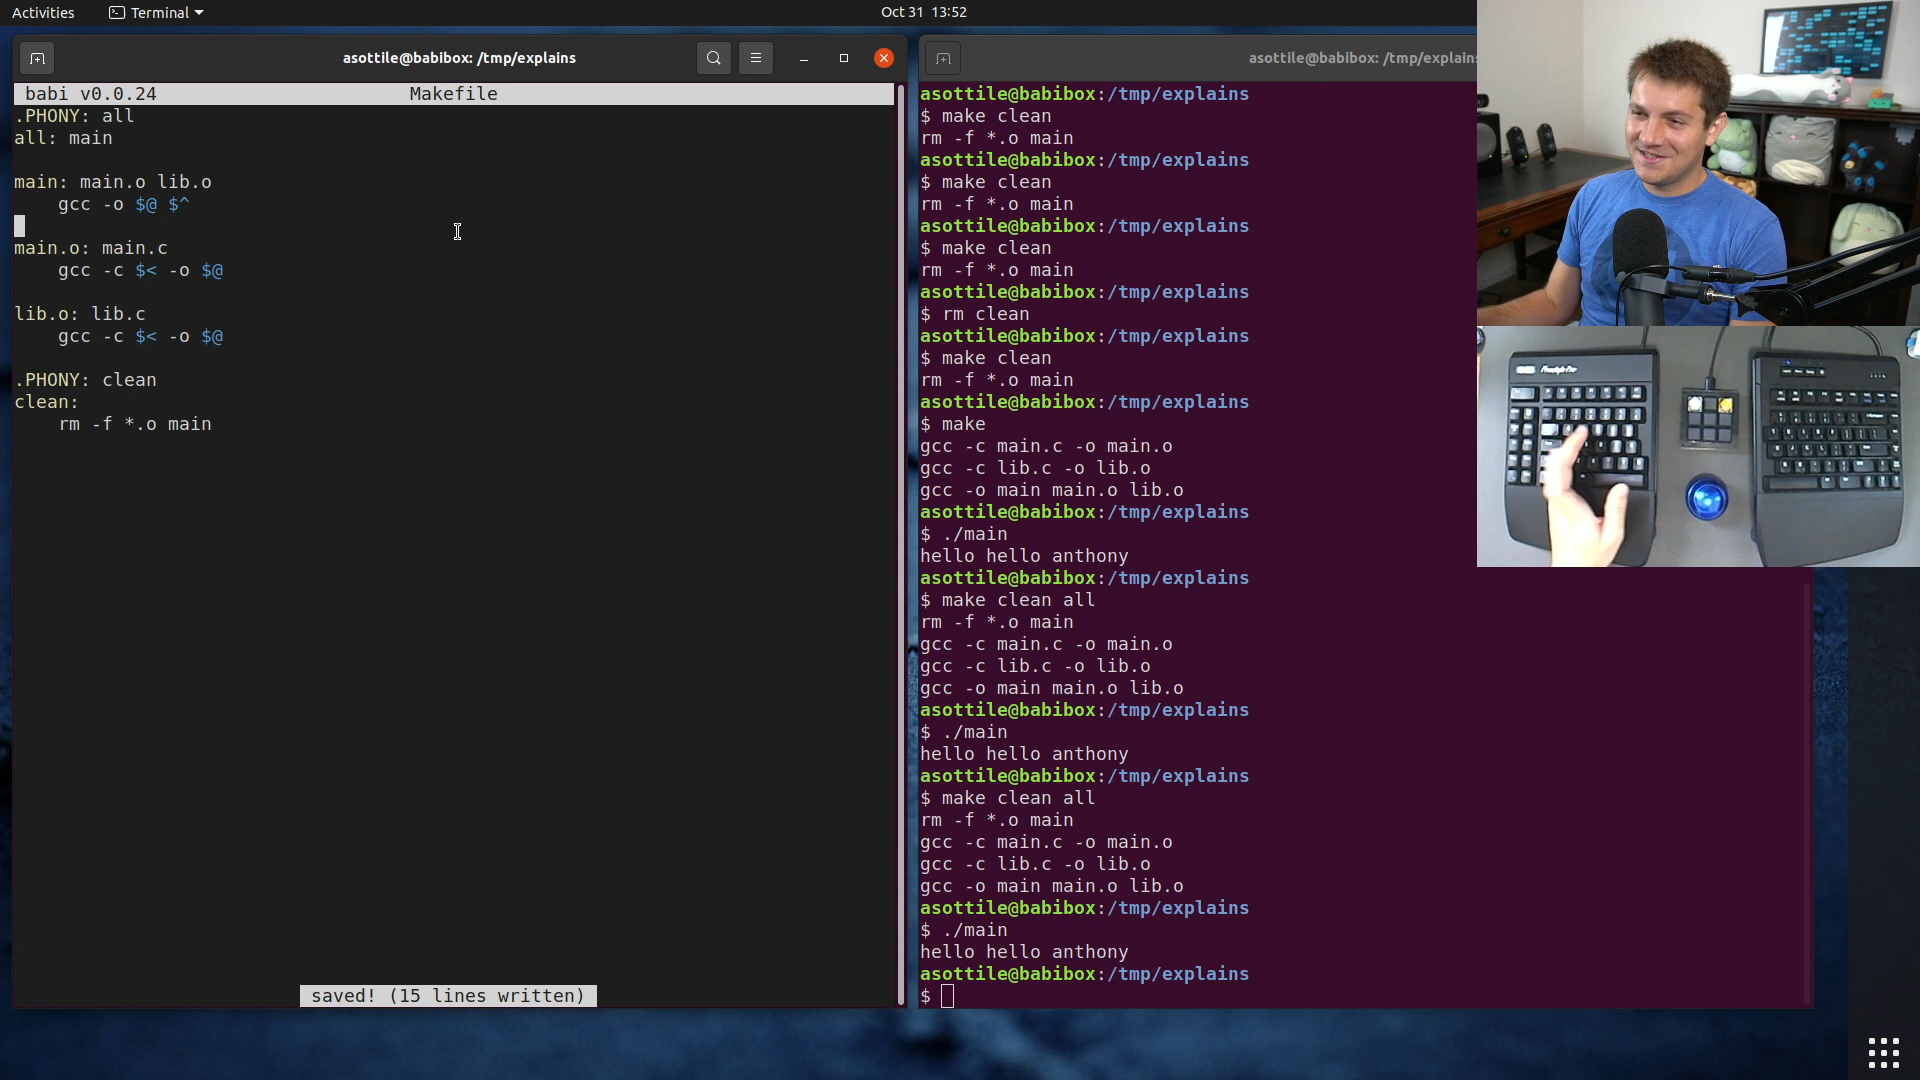 Activities
Terminal
Oct 31 13:52
asottile@babibox: /tmp/explains
babi v0.0.24 Makefile
.PHONY: all
all: main
main: main.o lib.o
gcc -o $@ $^
main.o: main.c
gcc -c $< -o $@
lib.o: lib.c
gcc -c $< -o $@
.PHONY: clean
clean:
rm -f *.o main
saved! (15 lines written)
asottile@babibox: /tmp/explains
asottile@babibox:/tmp/explains
$ make clean
rm -f *.o main
asottile@babibox:/tmp/explains
$ make clean
rm -f *.o main
asottile@babibox:/tmp/explains
$ make clean
rm -f *.o main
asottile@babibox:/tmp/explains
$ rm clean
asottile@babibox:/tmp/explains
$ make clean
rm -f *.o main
asottile@babibox:/tmp/explains
$ make
gcc -c main.c -o main.o
gcc -c lib.c -o lib.o
gcc -o main main.o lib.o
asottile@babibox:/tmp/explains
$ ./main
hello hello anthony
asottile@babibox:/tmp/explains
$ make clean all
rm -f *.o main
gcc -c main.c -o main.o
gcc -c lib.c -o lib.o
gcc -o main main.o lib.o
asottile@babibox:/tmp/explains
$ ./main
hello hello anthony
asottile@babibox:/tmp/explains
$ make clean all
rm -f *.o main
gcc -c main.c -o main.o
gcc -c lib.c -o lib.o
gcc -o main main.o lib.o
asottile@babibox:/tmp/explains
$ ./main
hello hello anthony
asottile@babibox:/tmp/explains
$
Freestyle Pro